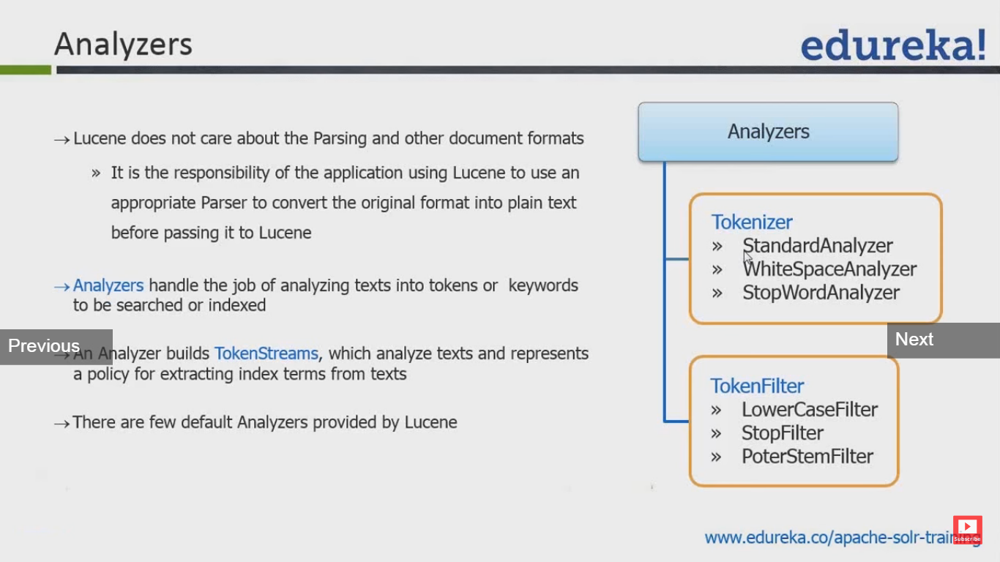 Analyzers
edureka!
→ Lucene does not care about the Parsing and other document formats
» It is the responsibility of the application using Lucene to use an
appropriate Parser to convert the original format into plain text
before passing it to Lucene
→ Analyzers handle the job of analyzing texts into tokens or keywords
to be searched or indexed
Previous
→ An Analyzer builds TokenStreams, which analyze texts and represents
a policy for extracting index terms from texts
→ There are few default Analyzers provided by Lucene
Analyzers
Tokenizer
» StandardAnalyzer
» WhiteSpaceAnalyzer
» StopWordAnalyzer
Next
TokenFilter
» LowerCaseFilter
» StopFilter
» PoterStemFilter
www.edureka.co/apache-solr-training
Subscribe